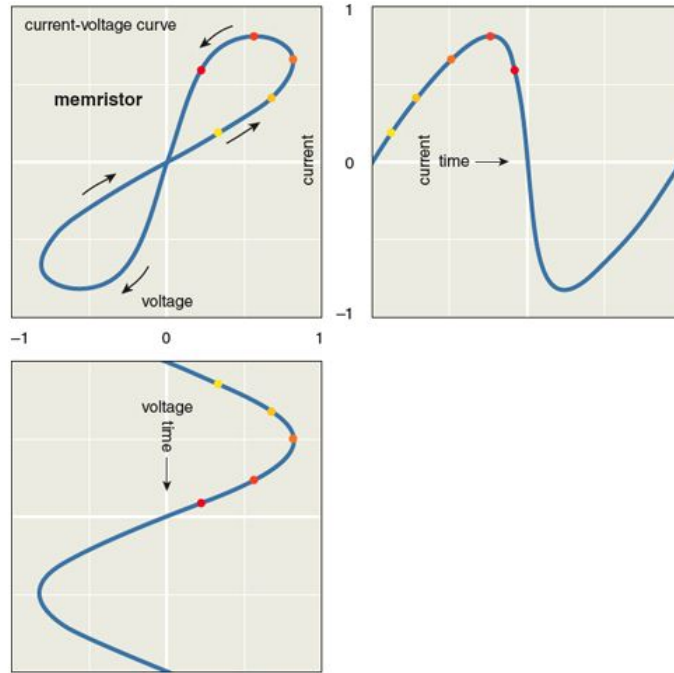 current-voltage curve
memristor
current
voltage
1
0
-1
current
time
–1
0
1
voltage
time